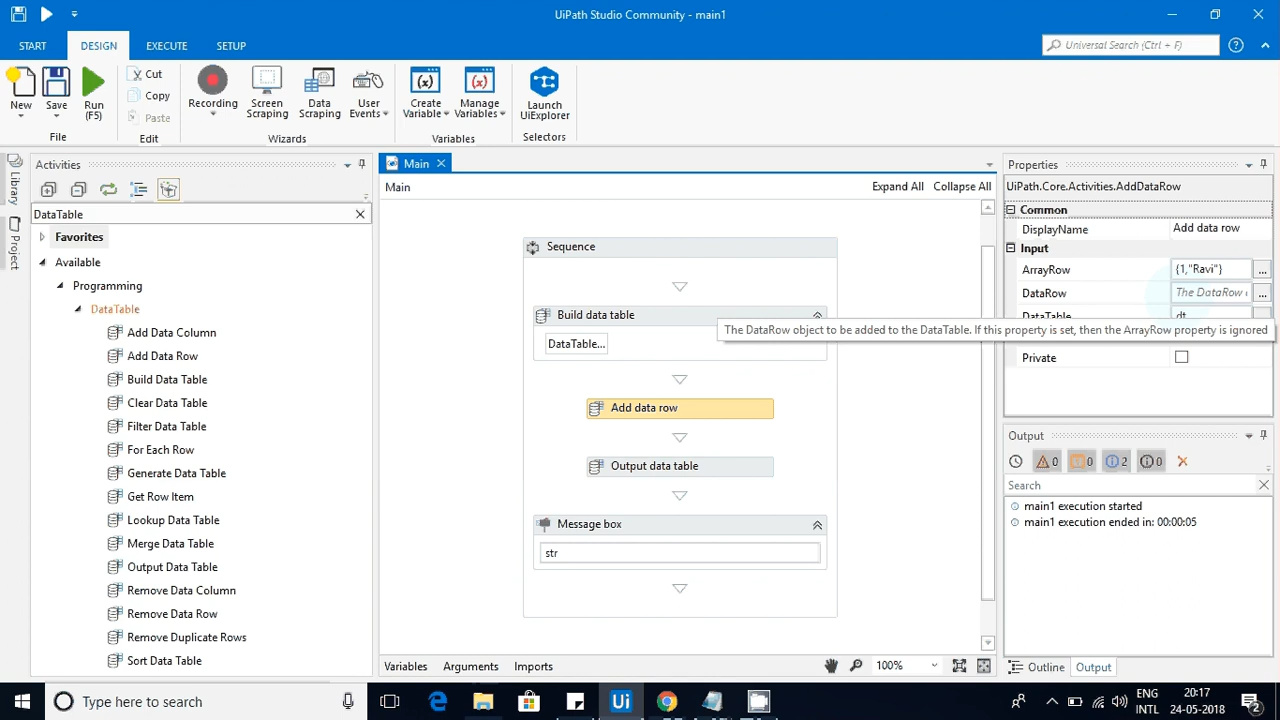 UiPath Studio Community - main1
START DESIGN EXECUTE SETUP
Universal Search (Ctrl + F)
New Save Run (F5)
Cut
Copy
Paste
Recording Screen Scraping Data Scraping User Events
Create Variable Manage Variables
Launch UiExplorer
File Edit Wizards Variables Selectors
Library
Project
Activities
DataTable
Favorites
Available
Programming
DataTable
Add Data Column
Add Data Row
Build Data Table
Clear Data Table
Filter Data Table
For Each Row
Generate Data Table
Get Row Item
Lookup Data Table
Merge Data Table
Output Data Table
Remove Data Column
Remove Data Row
Remove Duplicate Rows
Sort Data Table
Main
Main Expand All Collapse All
Sequence
Build data table
DataTable...
Add data row
Output data table
Message box
str
Variables Arguments Imports 100%
Properties
UiPath.Core.Activities.AddDataRow
Common
DisplayName Add data row
Input
ArrayRow {1,"Ravi"} ...
DataRow The DataRow ...
DataTable dt ...
The DataRow object to be added to the DataTable. If this property is set, then the ArrayRow property is ignored
Private
Output
0 0 2 0
Search
main1 execution started
main1 execution ended in: 00:00:05
Outline Output
Type here to search
Ui
ENG
INTL
20:17
24-05-2018
2